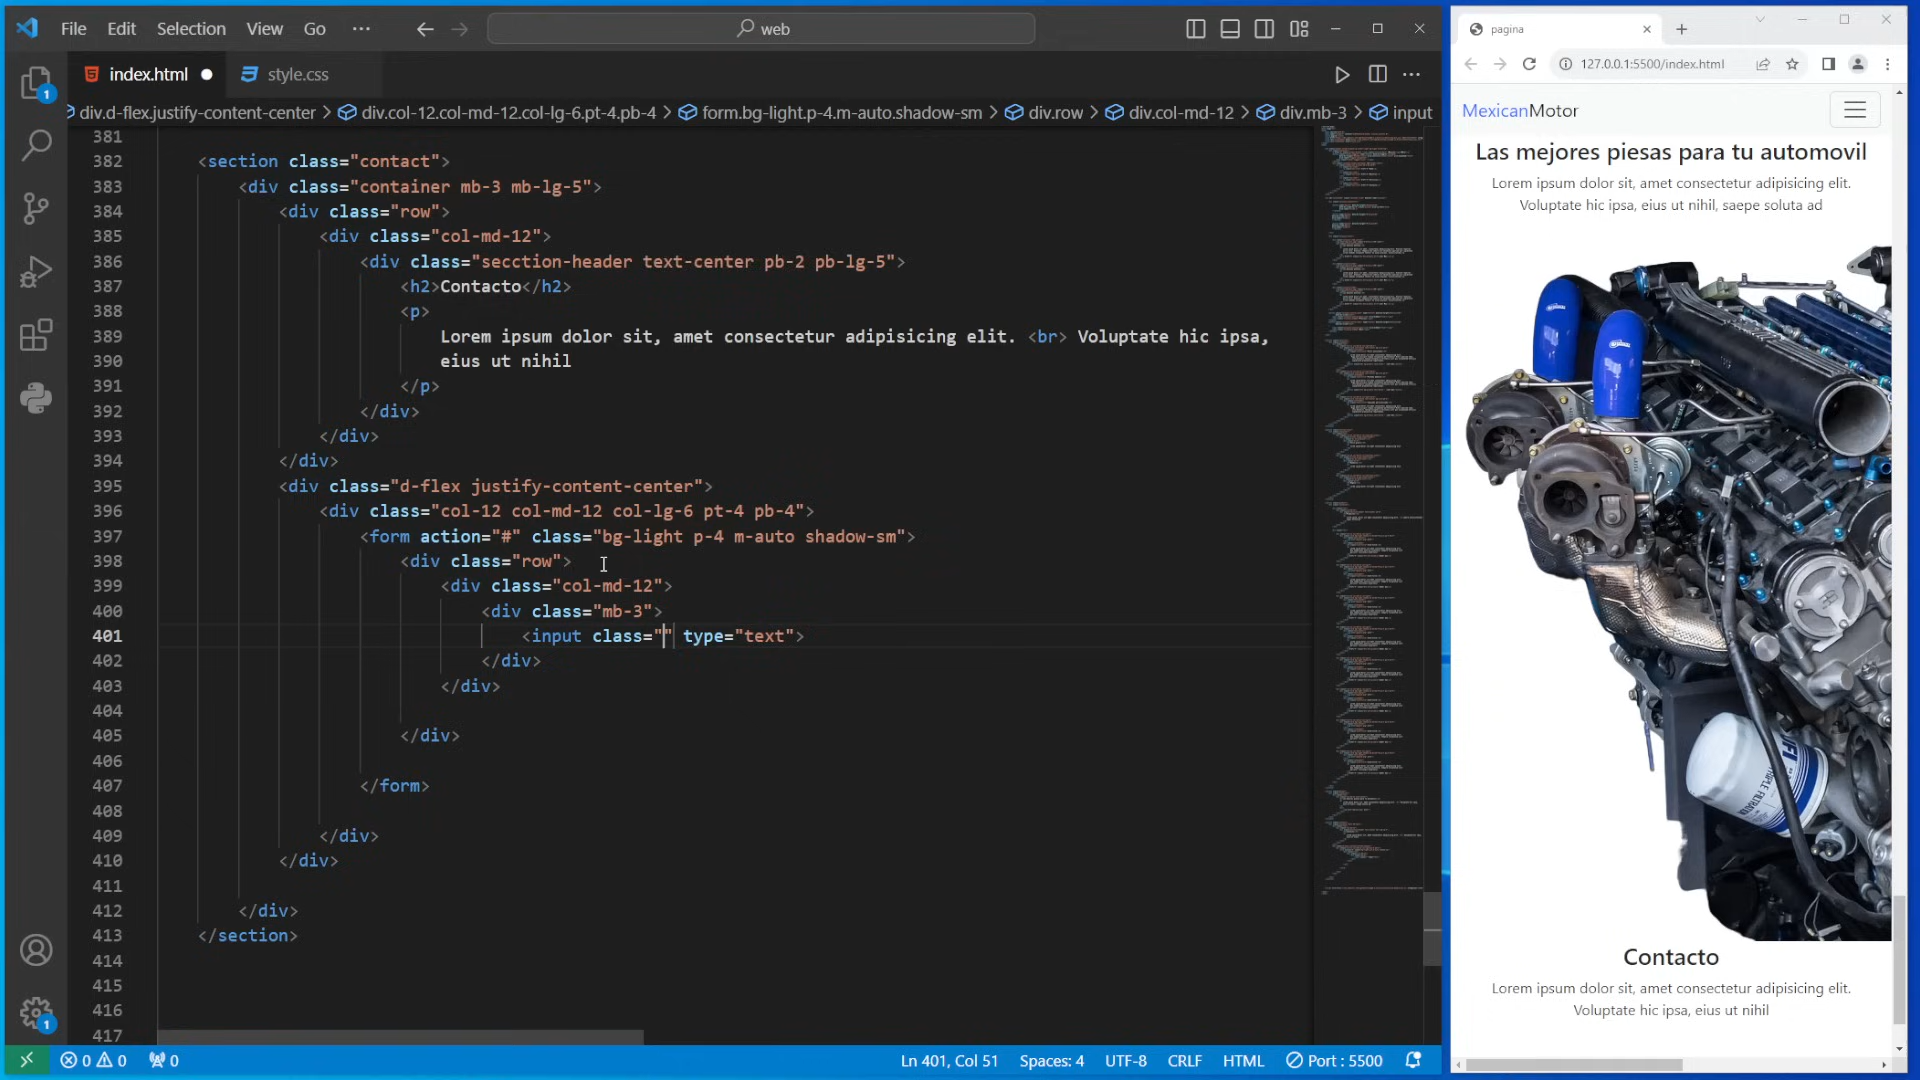 File Edit Selection View Go ··· web
index.html style.css
div.d-flex.justify-content-center > div.col-12.col-md-12.col-lg-6.pt-4.pb-4 > form.bg-light.p-4.m-auto.shadow-sm > div.row > div.col-md-12 > div.mb-3 > input
381
382 <section class="contact">
383 <div class="container mb-3 mb-lg-5">
384 <div class="row">
385 <div class="col-md-12">
386 <div class="secction-header text-center pb-2 pb-lg-5">
387 <h2>Contacto</h2>
388 <p>
389 Lorem ipsum dolor sit, amet consectetur adipisicing elit. <br> Voluptate hic ipsa,
390 eius ut nihil
391 </p>
392 </div>
393 </div>
394 </div>
395 <div class="d-flex justify-content-center">
396 <div class="col-12 col-md-12 col-lg-6 pt-4 pb-4">
397 <form action="#" class="bg-light p-4 m-auto shadow-sm">
398 <div class="row">
399 <div class="col-md-12">
400 <div class="mb-3">
401 <input class="" type="text">
402 </div>
403 </div>
404
405 </div>
406
407 </form>
408
409 </div>
410 </div>
411
412 </div>
413 </section>
414
415
416
417
1
1
0 0 0
Ln 401, Col 51 Spaces: 4 UTF-8 CRLF HTML Port : 5500
pagina
127.0.0.1:5500/index.html
MexicanMotor
Las mejores piesas para tu automovil
Lorem ipsum dolor sit, amet consectetur adipisicing elit.
Voluptate hic ipsa, eius ut nihil, saepe soluta ad
Contacto
Lorem ipsum dolor sit, amet consectetur adipisicing elit.
Voluptate hic ipsa, eius ut nihil